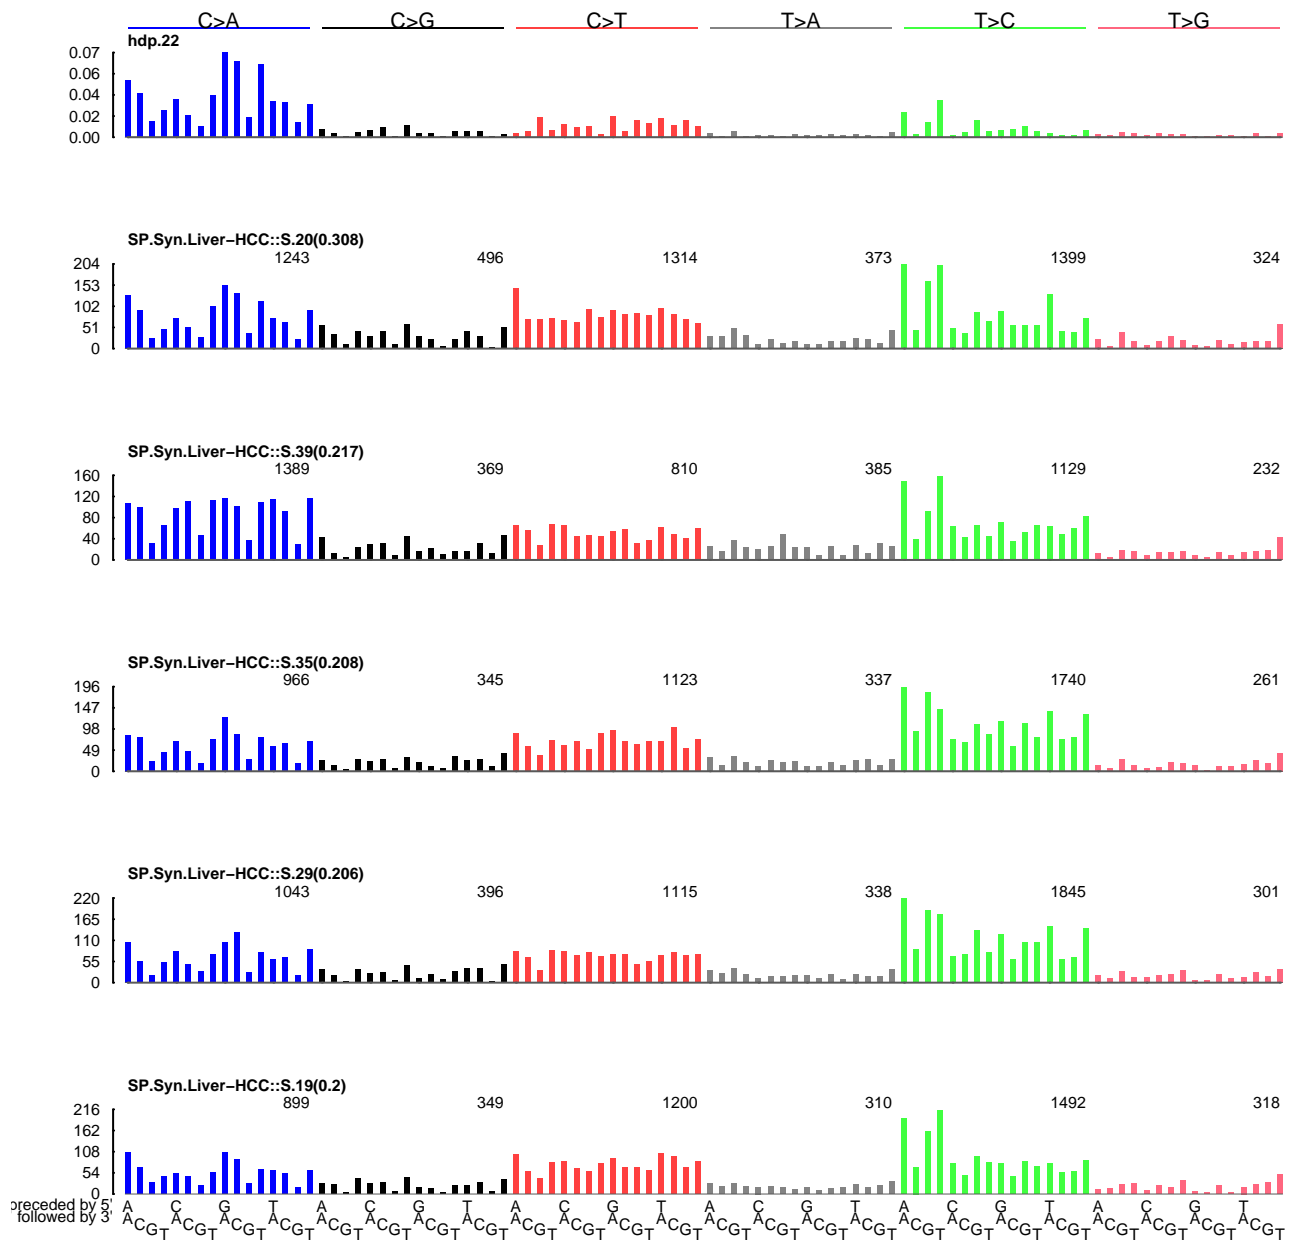 C>A C>G C>T T>A T>C T>G
hdp.22
0.07
0.06
0.04
0.02
0.00
SP.Syn.Liver−HCC::S.20(0.308)
1243 496 1314 373 1399 324
204
153
102
51
0
SP.Syn.Liver−HCC::S.39(0.217)
1389 369 810 385 1129 232
160
120
80
40
0
SP.Syn.Liver−HCC::S.35(0.208)
966 345 1123 337 1740 261
196
147
98
49
0
SP.Syn.Liver−HCC::S.29(0.206)
1043 396 1115 338 1845 301
220
165
110
55
0
SP.Syn.Liver−HCC::S.19(0.2)
899 349 1200 310 1492 318
216
162
108
54
0
preceded by 5' A C G T A C G T A C G T A C G T A C G T A C G T
followed by 3' A C G T A C G T A C G T A C G T A C G T A C G T A C G T A C G T A C G T A C G T A C G T A C G T A C G T A C G T A C G T A C G T A C G T A C G T A C G T A C G T A C G T A C G T A C G T A C G T